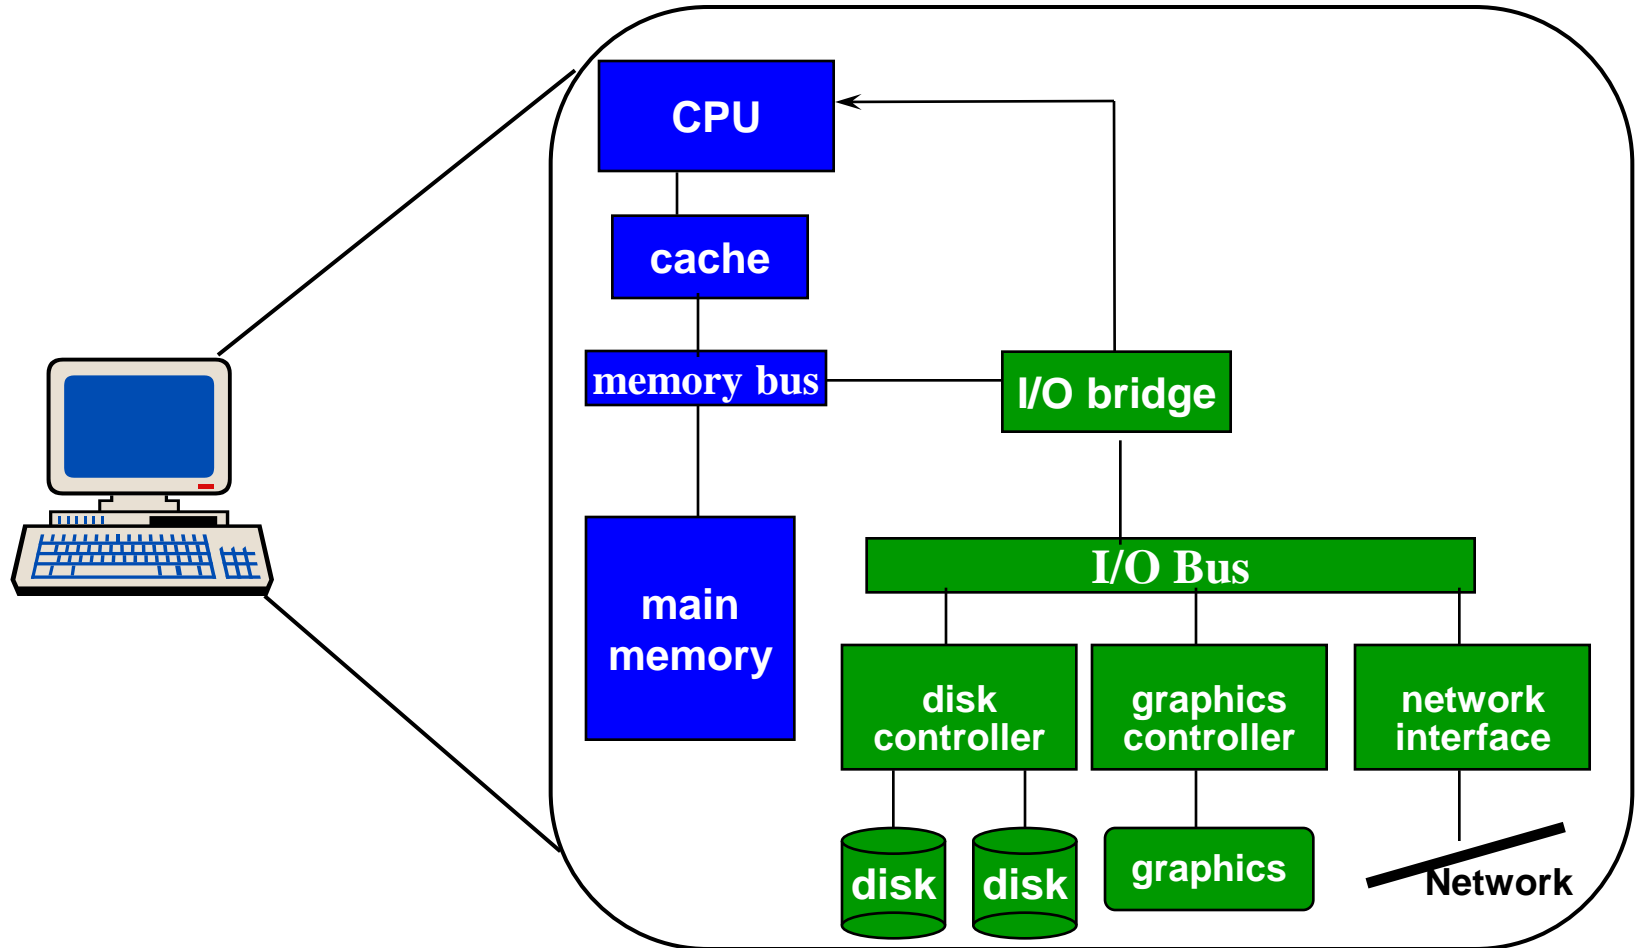 CPU
cache
memory bus
I/O bridge
I/O Bus
main
memory
disk
controller
graphics
controller
network
interface
disk
disk
graphics
Network